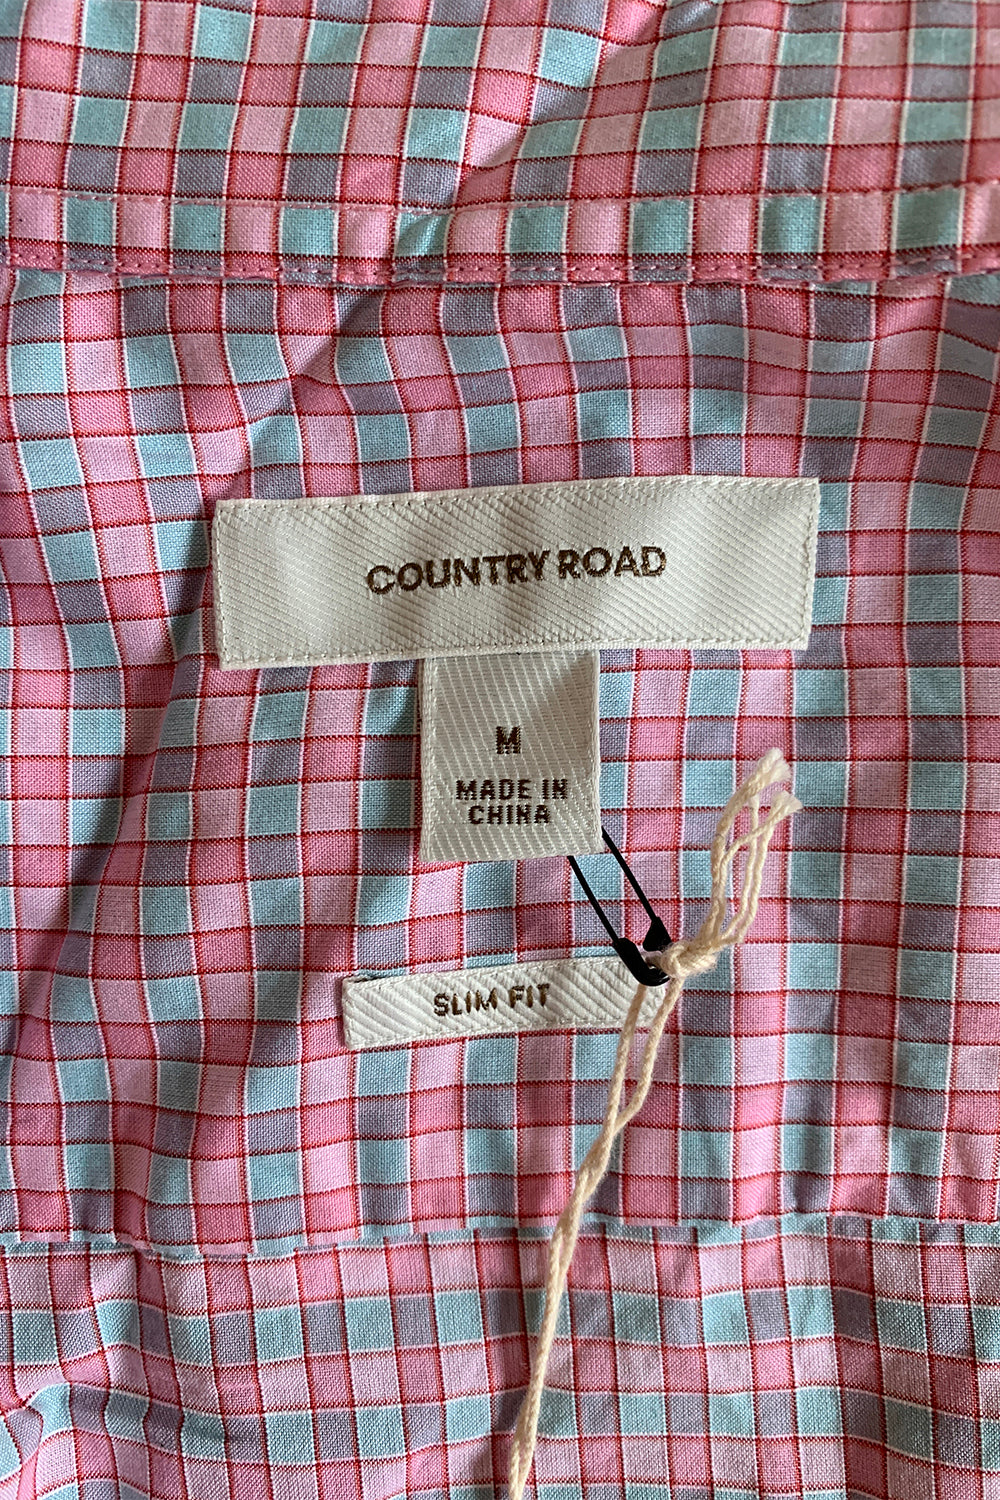 COUNTRY ROAD
M
MADE IN
CHINA
SLIM FIT